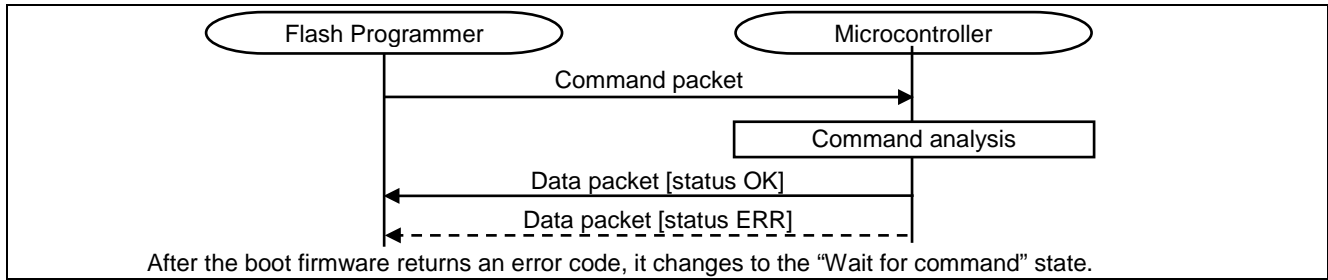 Flash Programmer
Microcontroller
Command packet
Command analysis
Data packet [status OK]
Data packet [status ERR]
After the boot firmware returns an error code, it changes to the “Wait for command” state.